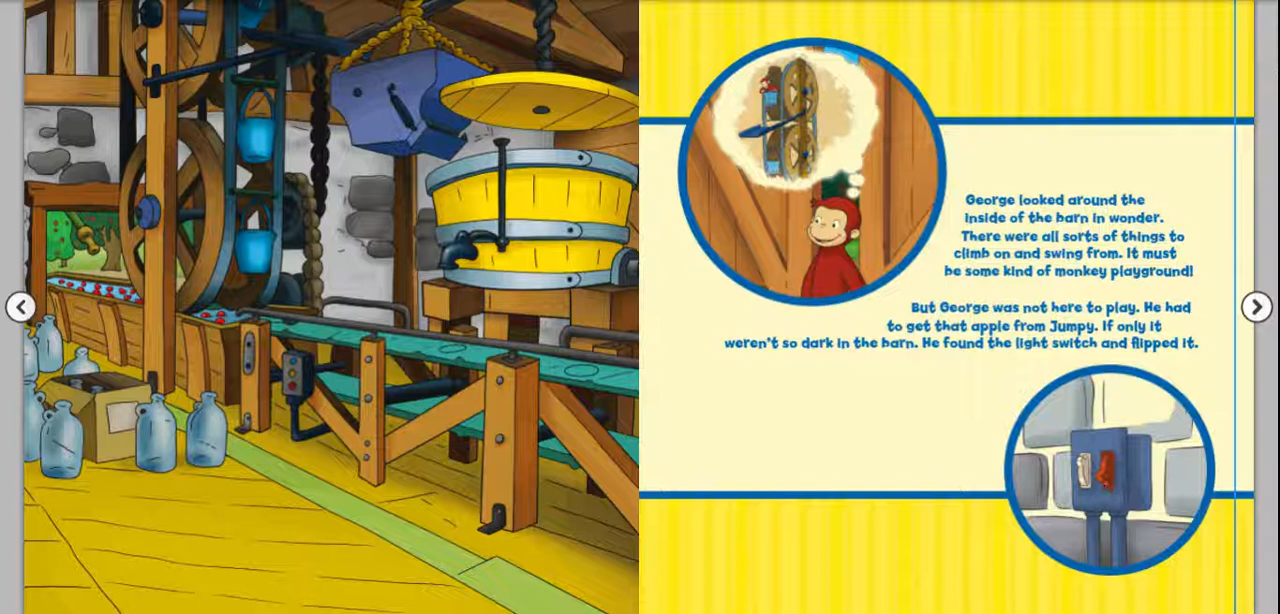 George looked around the
inside of the barn in wonder.
There were all sorts of things to
climb on and swing from. It must
be some kind of monkey playground!
But George was not here to play. He had
to get that apple from Jumpy. If only it
weren't so dark in the barn. He found the light switch and flipped it.